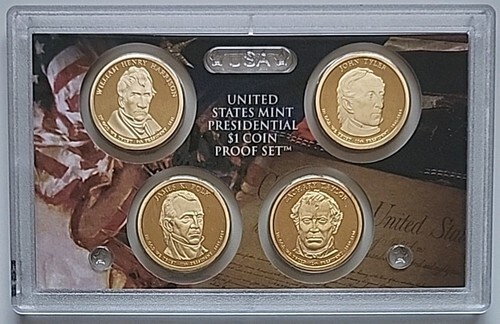 USA
WILLIAM HENRY HARRISON
JOHN TYLER
UNITED
STATES MINT
PRESIDENTIAL
$1 COIN
PROOF SET™
JAMES K. POLK
ZACHARY TAYLOR
United States